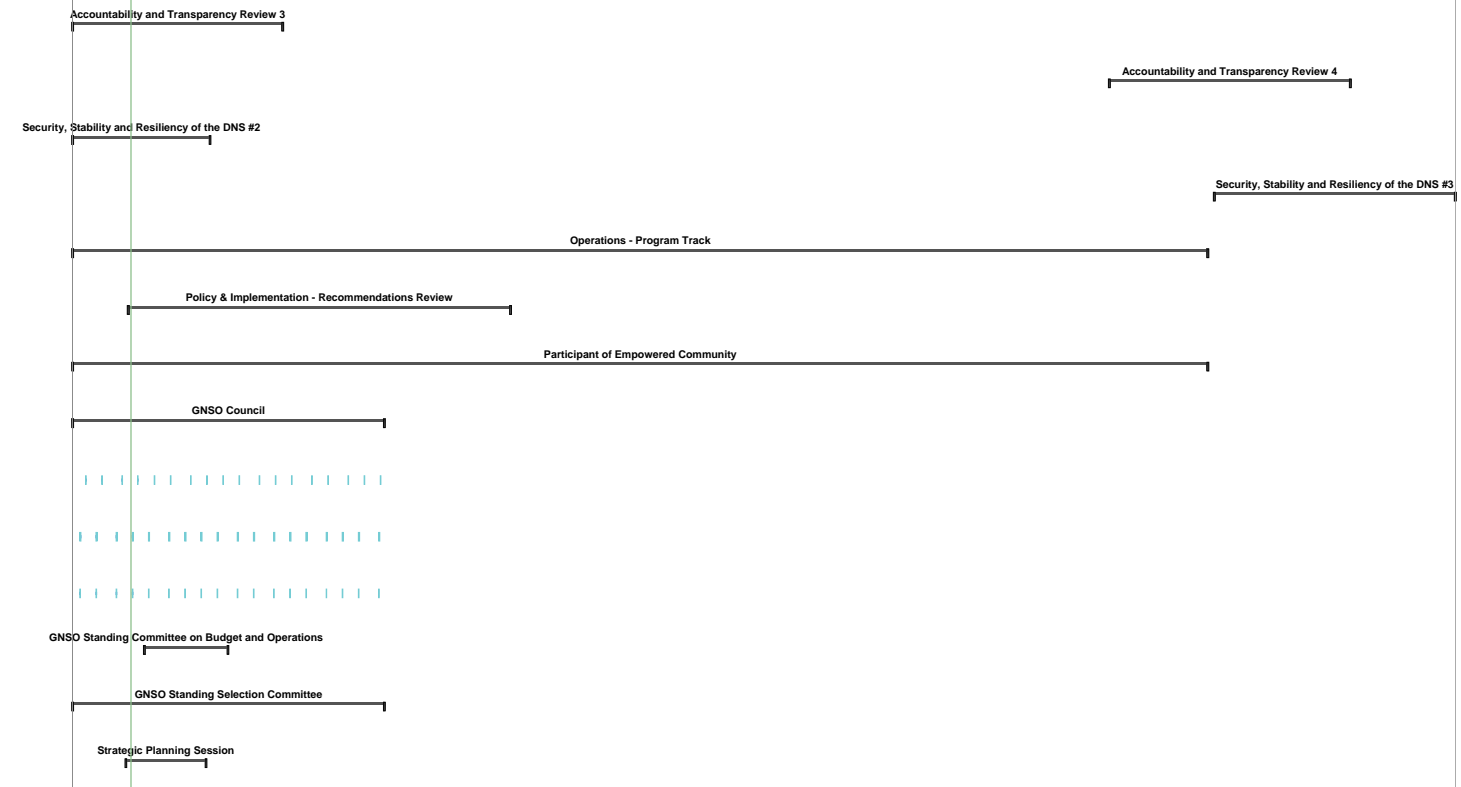 Accountability and Transparency Review 3
Accountability and Transparency Review 4
Security, Stability and Resiliency of the DNS #2
Security, Stability and Resiliency of the DNS #3
Operations - Program Track
Policy & Implementation - Recommendations Review
Participant of Empowered Community
GNSO Council
GNSO Standing Committee on Budget and Operations
GNSO Standing Selection Committee
Strategic Planning Session